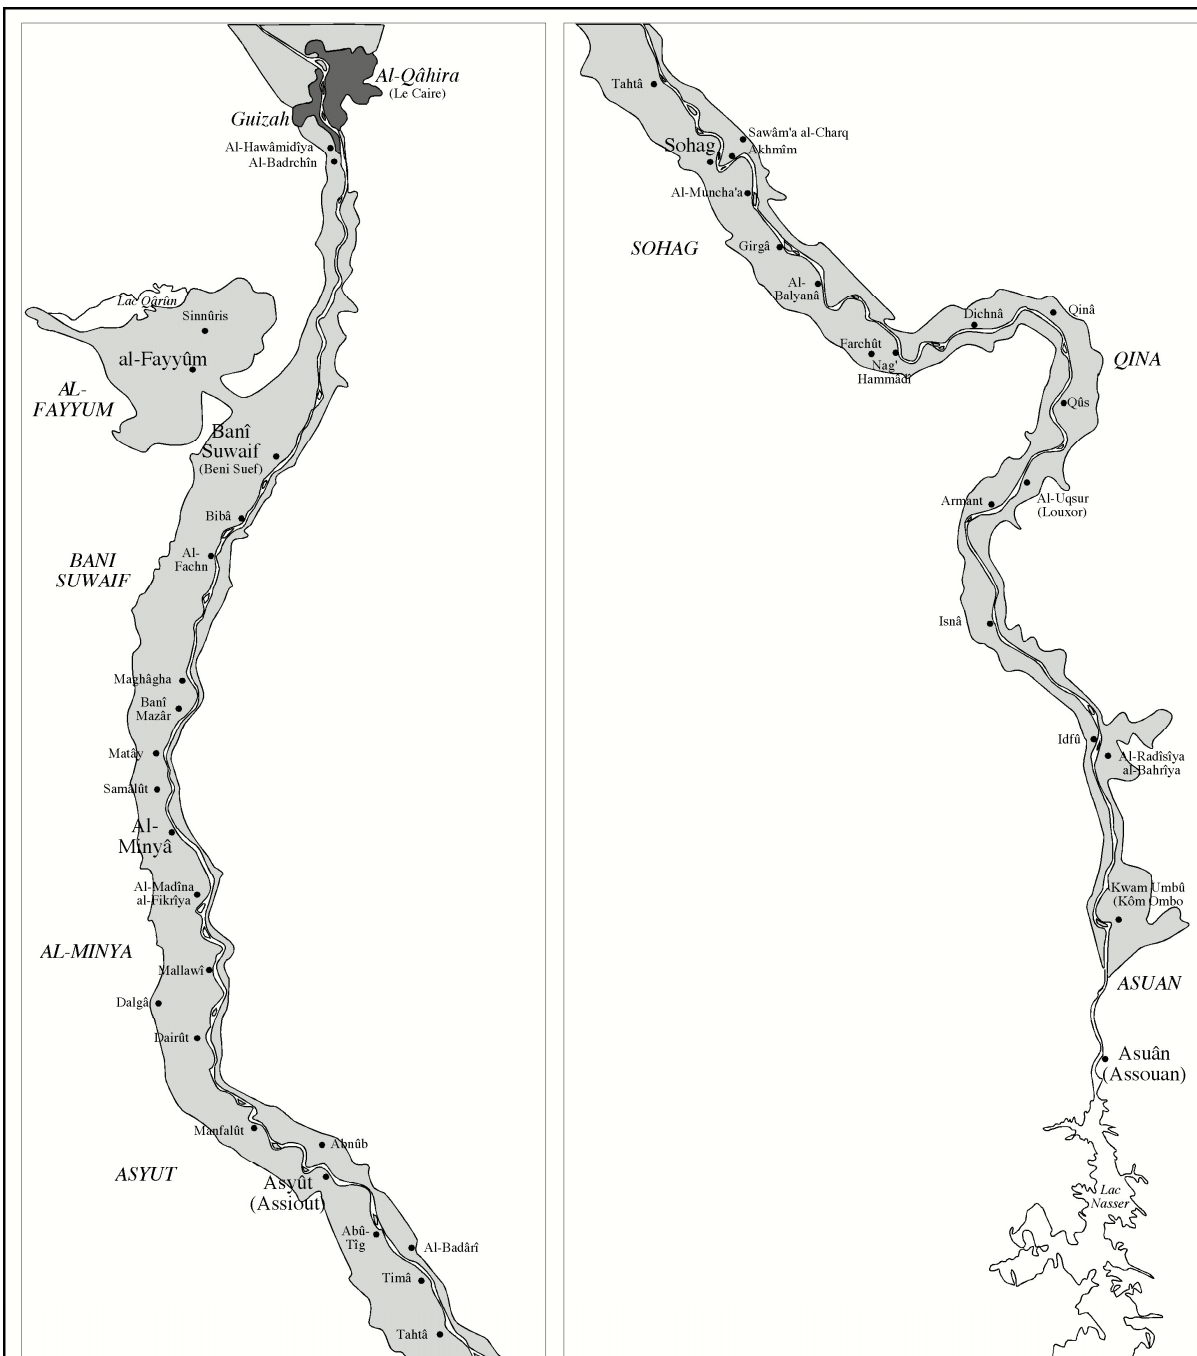 Al-Qâhira
(Le Caire)
Guizah
Al-Hawâmidîya
Al-Badrchîn
Lac Qârûn
Sinnûris
al-Fayyûm
AL-
FAYYUM
Banî
Suwaif
(Beni Suef)
Bibâ
Al-
Fachn
BANI
SUWAIF
Maghâgha
Banî
Mazâr
Matây
Samâlût
Al-
Minyâ
Al-Madîna
al-Fikrîya
AL-MINYA
Mallawî
Dalgâ
Dairût
Manfalût
Abnûb
ASYUT
Asyût
(Assiout)
Abû-
Tîg
Al-Badârî
Timâ
Tahtâ
Tahtâ
Sawâm'a al-Charq
Akhmîm
Sohag
Al-Muncha'a
SOHAG
Girgâ
Al-
Balyanâ
Dichnâ
Qinâ
Farchût
Nag'
Hammâdî
QINA
Qûs
Armant
Al-Uqsur
(Louxor)
Isnâ
Idfû
Al-Radîsîya
al-Bahrîya
Kwam Umbû
(Kôm Ombo
ASUAN
Asuân
(Assouan)
Lac
Nasser